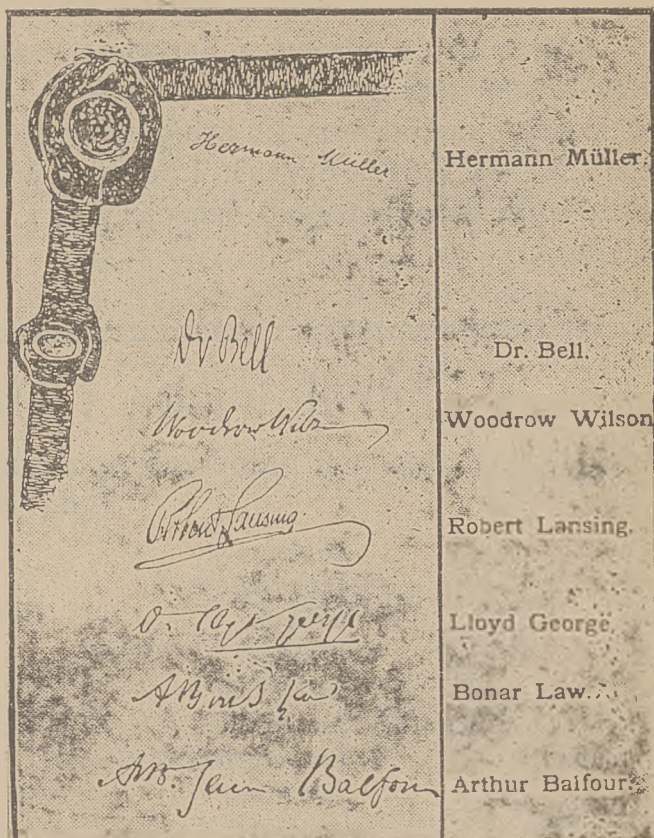 Hermann Müller Hermann Müller.
Dr. Bell Dr. Bell.
Woodrow Wilson Woodrow Wilson
Robert Lansing. Robert Lansing.
Lloyd George.
Bonar Law.
Balfour Arthur Balfour.